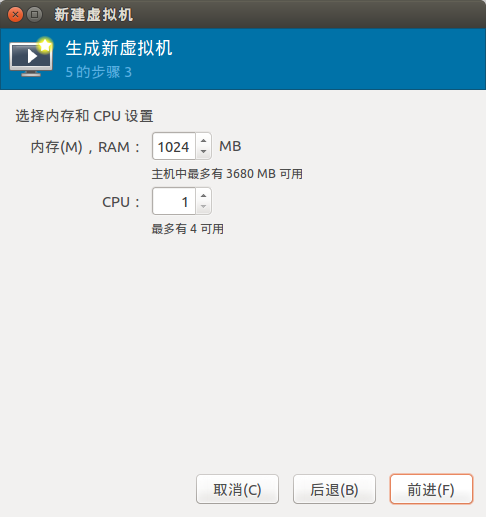 新建虚拟机
生成新虚拟机
5 的步骤 3
选择内存和 CPU 设置
内存(M)，RAM： 1024 MB
主机中最多有 3680 MB 可用
CPU： 1
最多有 4 可用
取消(C) 后退(B) 前进(F)